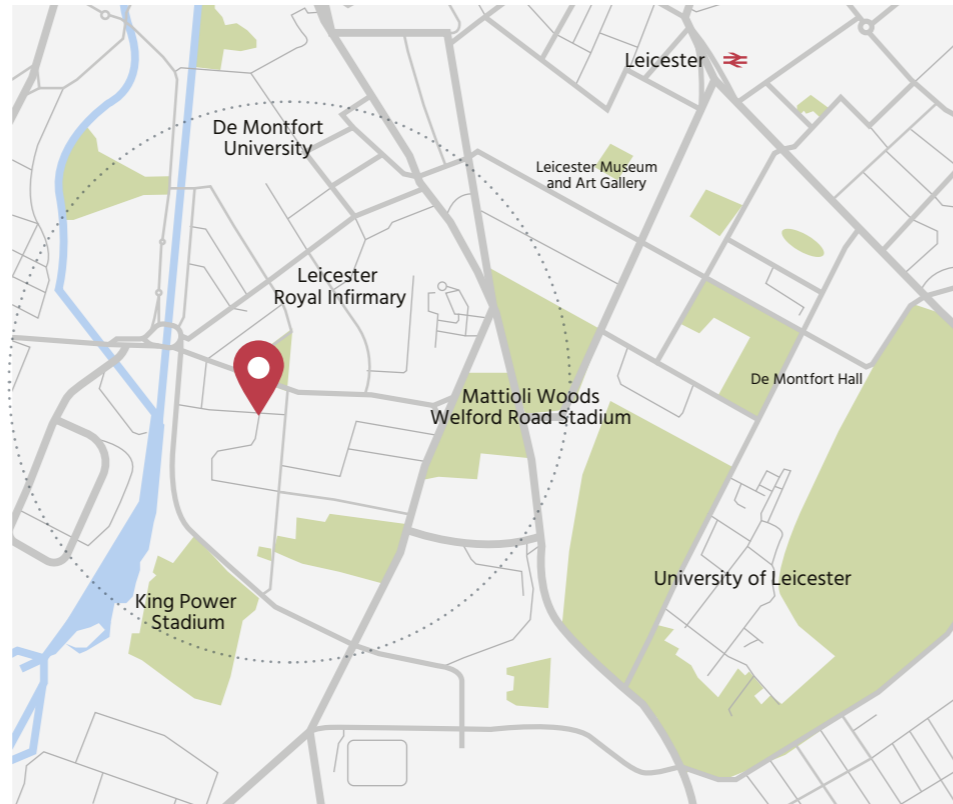 Leicester
De Montfort
University
Leicester Museum
and Art Gallery
Leicester
Royal Infirmary
De Montfort Hall
Mattioli Woods
Welford Road Stadium
University of Leicester
King Power
Stadium